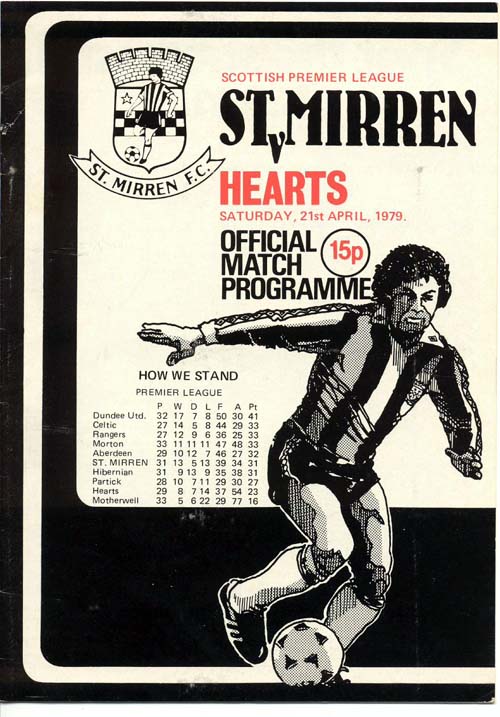 ST. MIRREN F.C.
SCOTTISH PREMIER LEAGUE
ST. MIRREN
v
HEARTS
SATURDAY, 21st APRIL, 1979.
OFFICIAL
MATCH
PROGRAMME
15p
HOW WE STAND
PREMIER LEAGUE
P W D L F A Pt
Dundee Utd. 32 17 7 8 50 30 41
Celtic 27 14 5 8 44 29 33
Rangers 27 12 9 6 36 25 33
Morton 33 11 11 11 47 48 33
Aberdeen 29 10 12 7 46 27 32
ST. MIRREN 31 13 5 13 39 34 31
Hibernian 31 9 13 9 35 38 31
Partick 28 10 7 11 29 30 27
Hearts 29 8 7 14 37 54 23
Motherwell 33 5 6 22 29 77 16